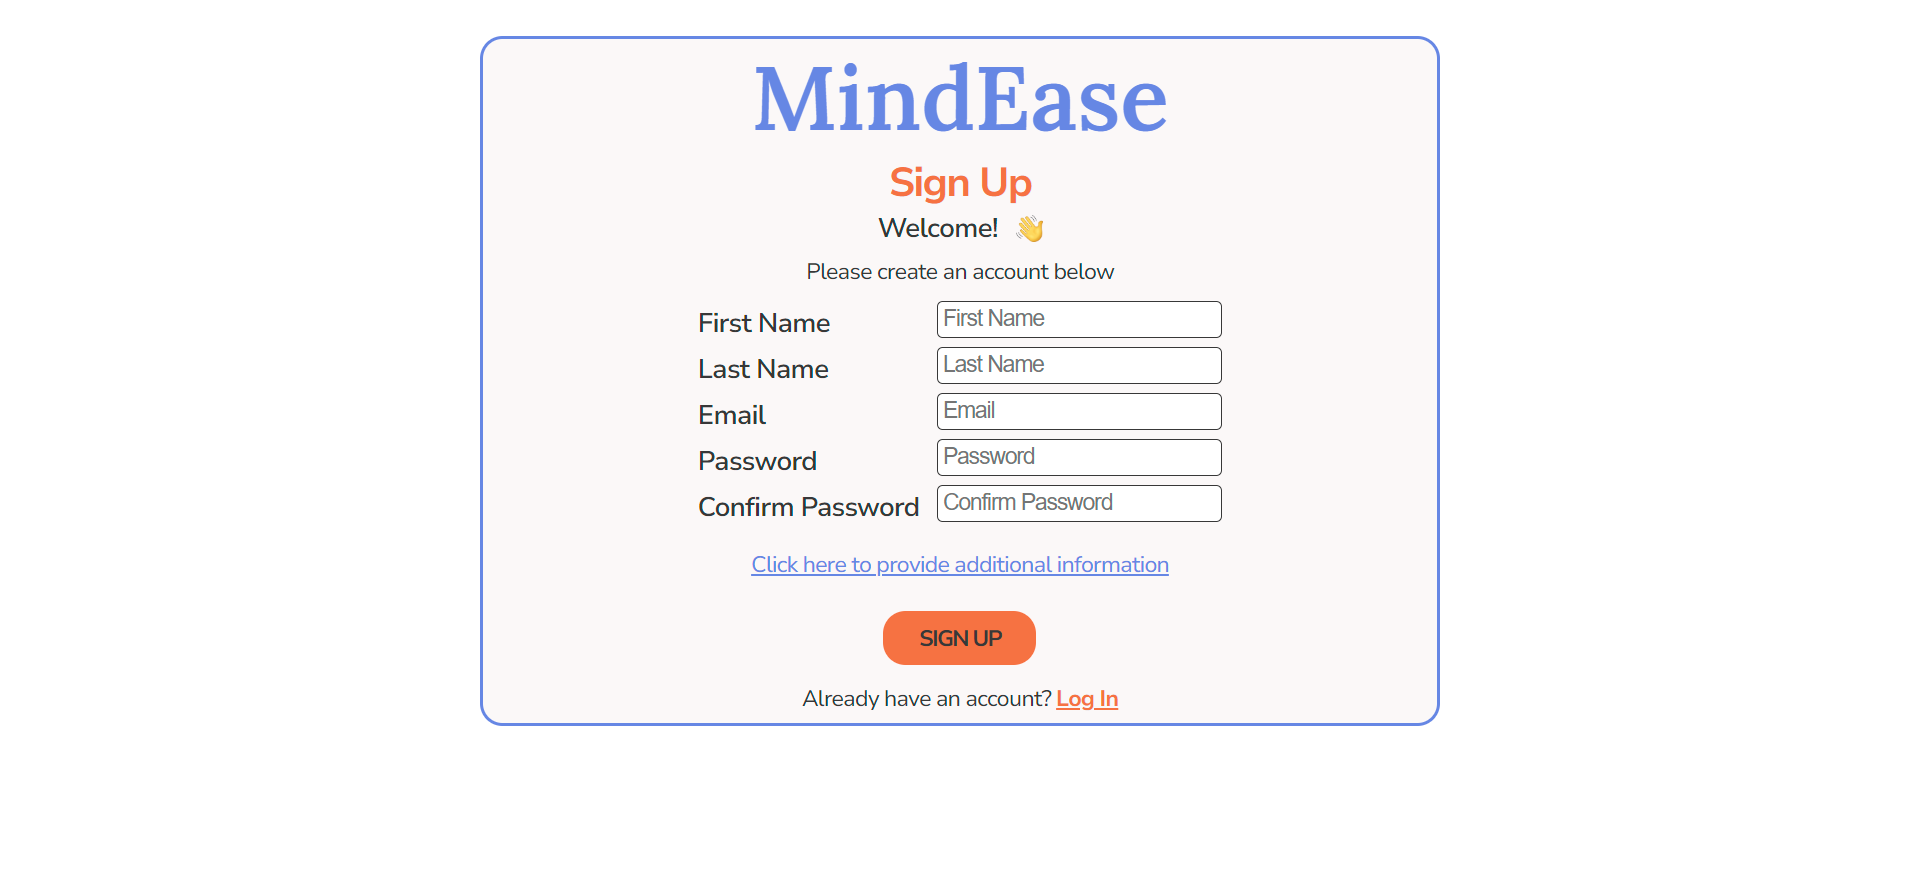 MindEase
Sign Up
Welcome! 👋
Please create an account below
First Name First Name
Last Name Last Name
Email Email
Password Password
Confirm Password Confirm Password
Click here to provide additional information
SIGN UP
Already have an account? Log In